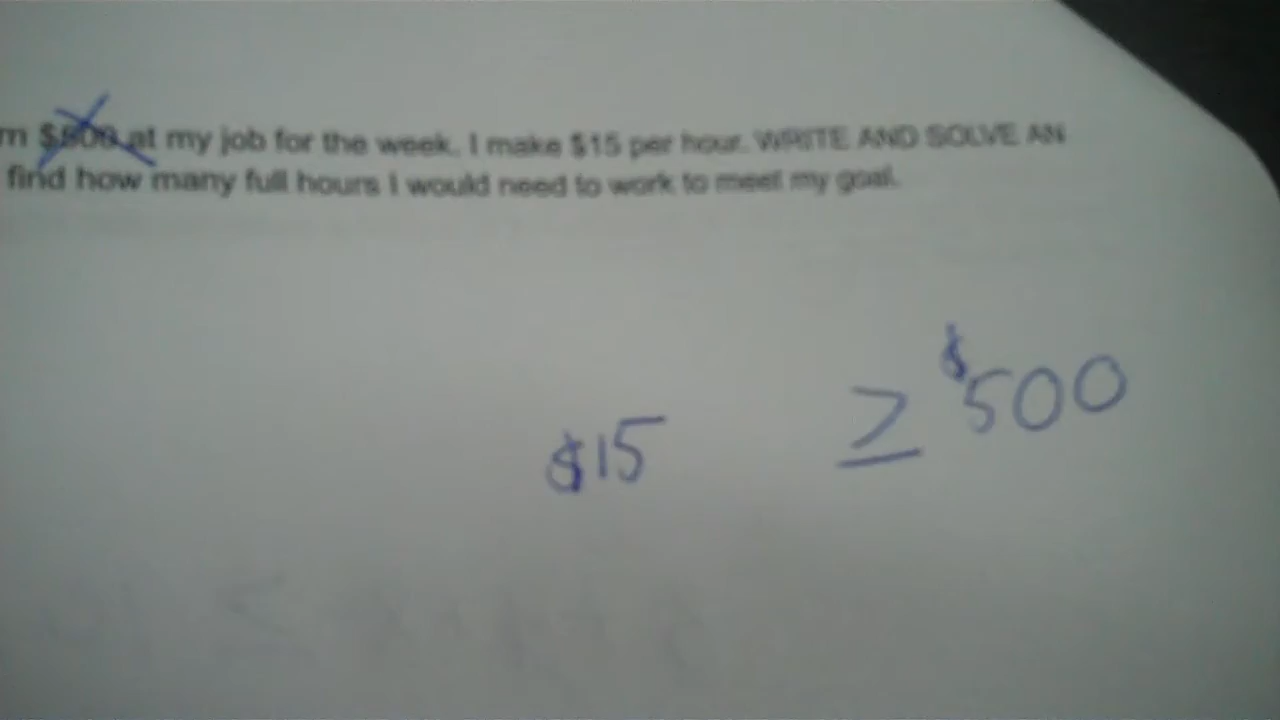 m $500 at my job for the week. I make $15 per hour. WRITE AND SOLVE AN
find how many full hours I would need to work to meet my goal.
$15 ≥ $500